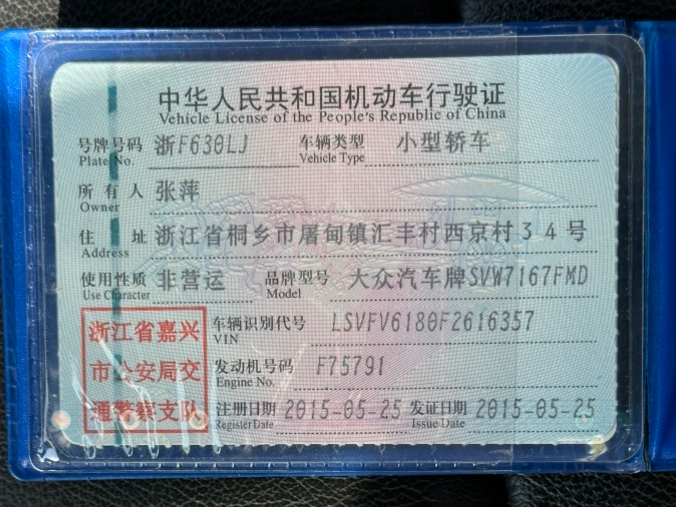 中华人民共和国机动车行驶证
Vehicle License of the People's Republic of China
号牌号码 浙F630LJ 车辆类型 小型轿车
Plate No. Vehicle Type
所有人 张萍
Owner
住址 浙江省桐乡市屠甸镇汇丰村西京村34号
Address
使用性质 非营运 品牌型号 大众汽车牌SVW7167FMD
Use Character Model
浙江省嘉兴
市公安局交
通警察支队
车辆识别代号 LSVFV6180F2616357
VIN
发动机号码 F75791
Engine No.
注册日期 2015-05-25 发证日期 2015-05-25
Register Date Issue Date